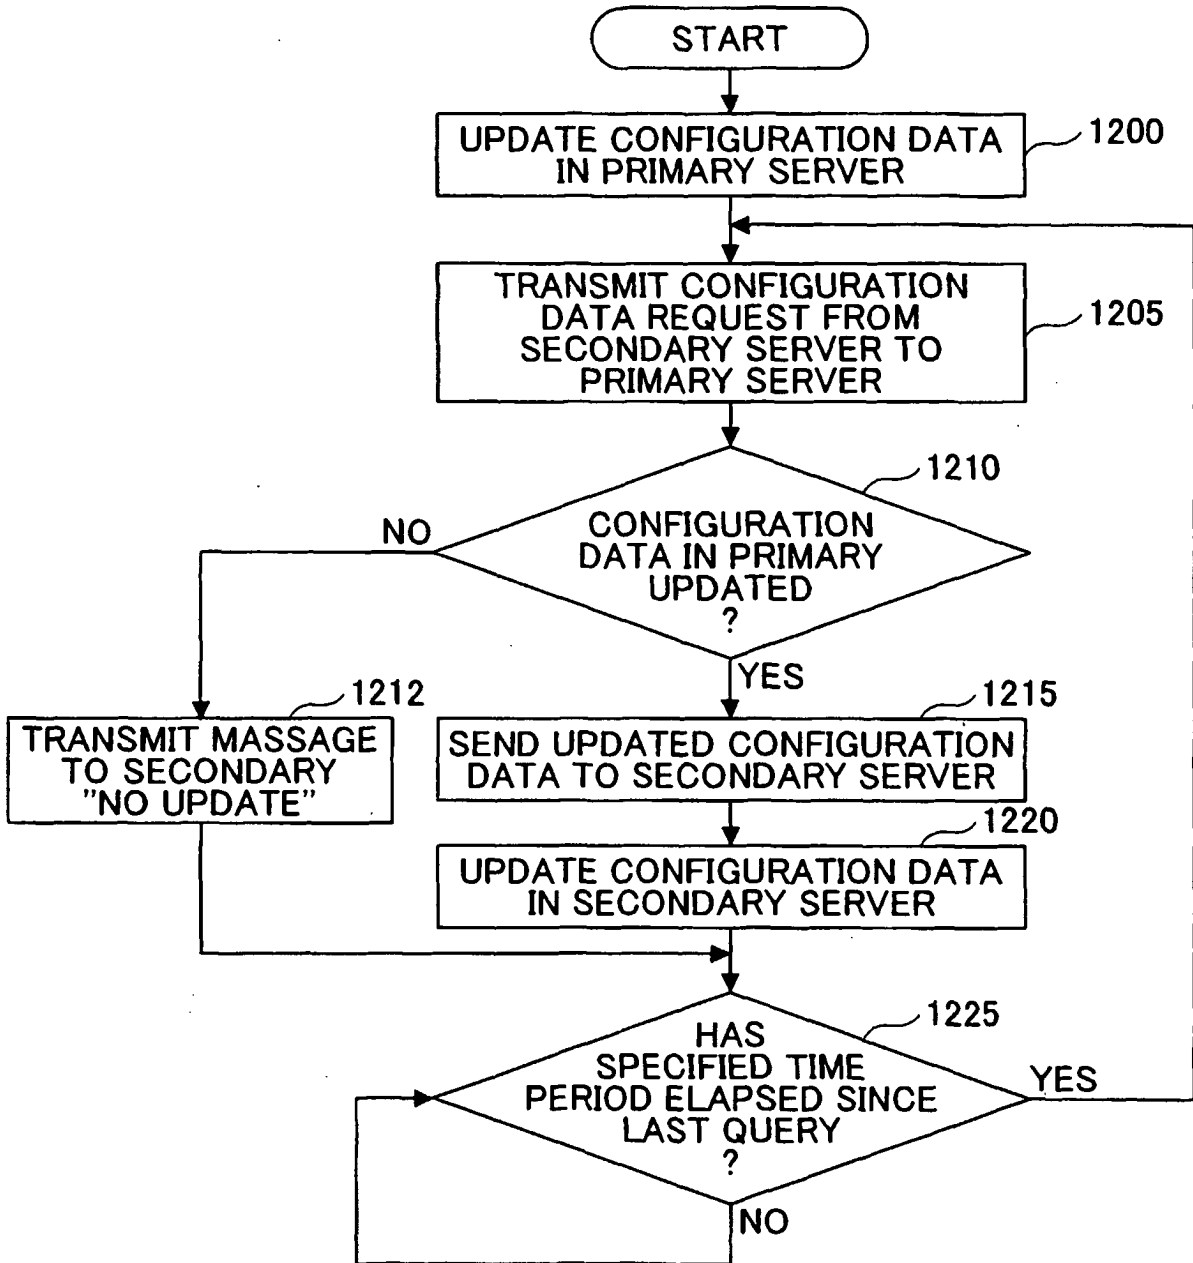 START
UPDATE CONFIGURATION DATA
IN PRIMARY SERVER
1200
TRANSMIT CONFIGURATION
DATA REQUEST FROM
SECONDARY SERVER TO
PRIMARY SERVER
1205
1210
CONFIGURATION
DATA IN PRIMARY
UPDATED
?
NO
YES
1212
TRANSMIT MASSAGE
TO SECONDARY
"NO UPDATE"
1215
SEND UPDATED CONFIGURATION
DATA TO SECONDARY SERVER
1220
UPDATE CONFIGURATION DATA
IN SECONDARY SERVER
1225
HAS
SPECIFIED TIME
PERIOD ELAPSED SINCE
LAST QUERY
?
YES
NO